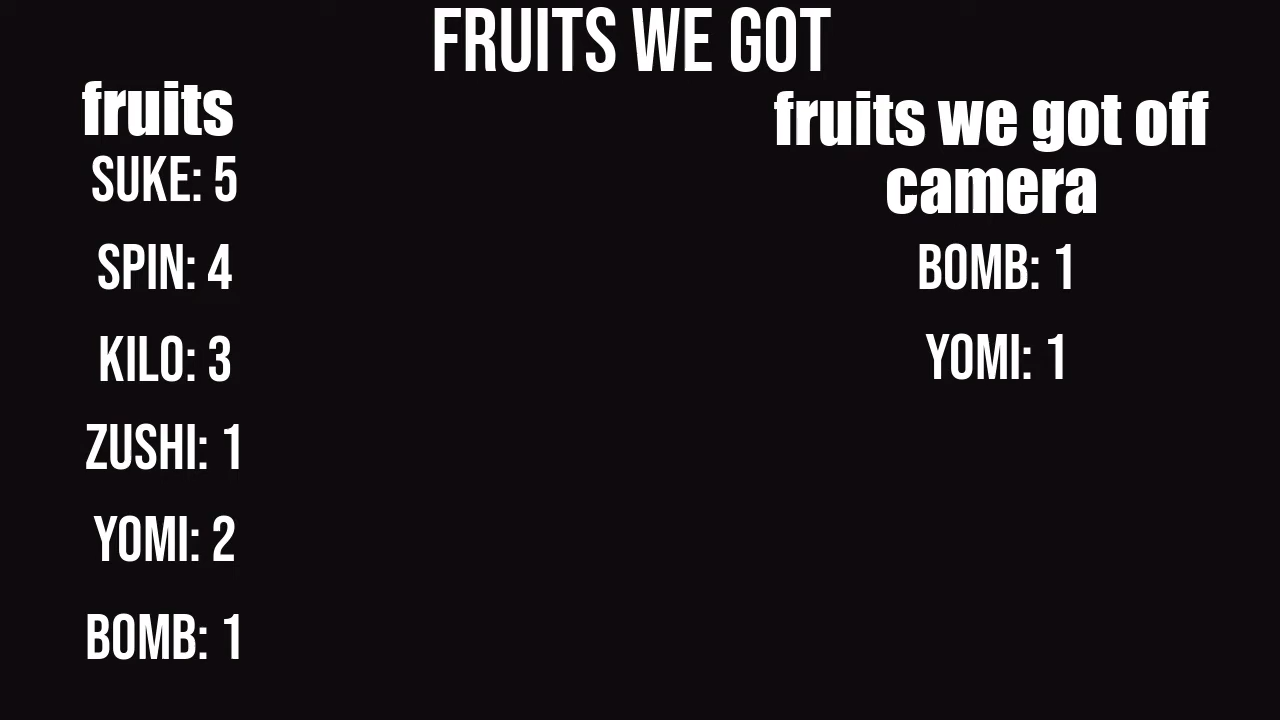 FRUITS WE GOT
fruits
SUKE: 5
SPIN: 4
KILO: 3
ZUSHI: 1
YOMI: 2
BOMB: 1
fruits we got off
camera
BOMB: 1
YOMI: 1